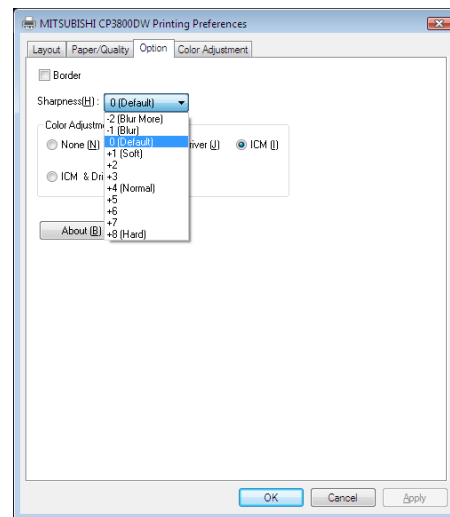 MITSUBISHI CP3800DW Printing Preferences
Layout Paper/Quality Option Color Adjustment
Border
Sharpness(H) : 0 (Default)
-2 (Blur More)
-1 (Blur)
0 (Default)
+1 (Soft)
+2
+3
+4 (Normal)
+5
+6
+7
+8 (Hard)
Color Adjustm
None (N) river (J) ICM (I)
ICM & Dri
About (B)
OK Cancel Apply